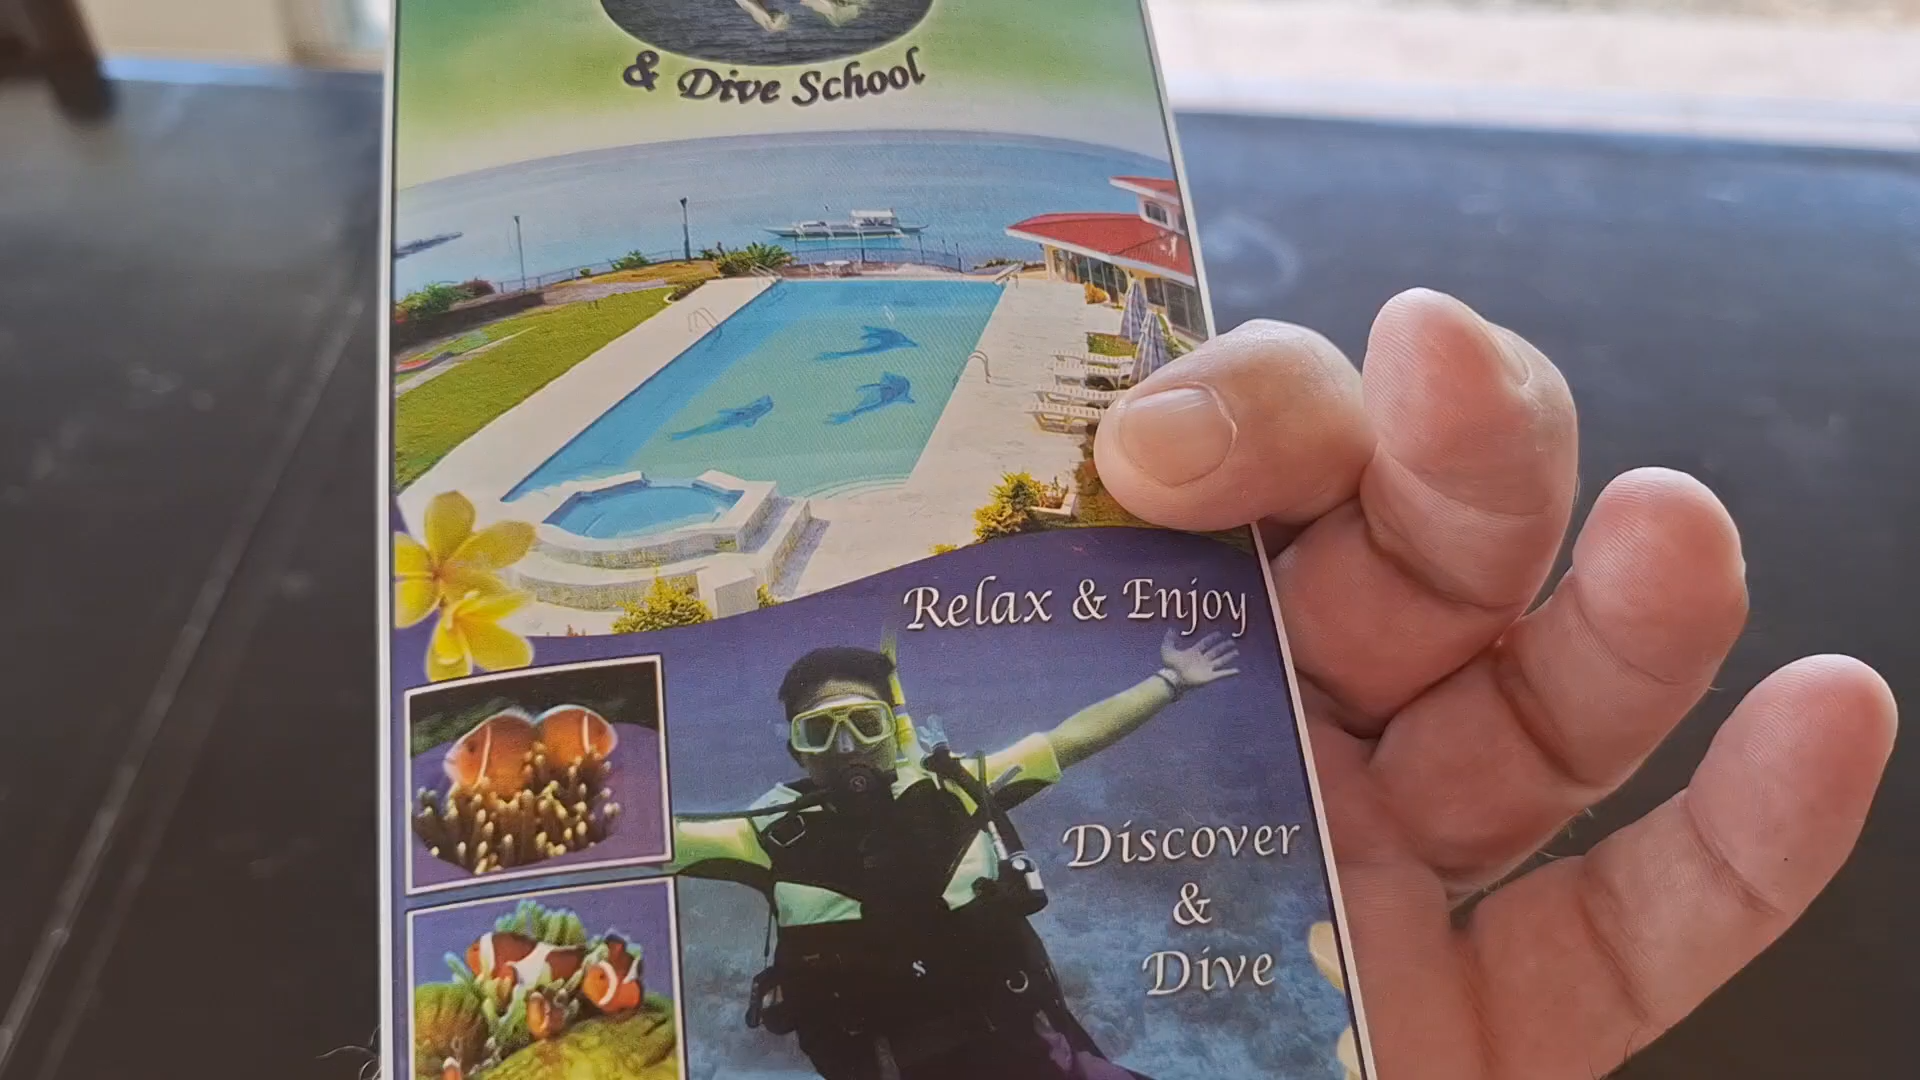 & Dive School
Relax & Enjoy
Discover
&
Dive